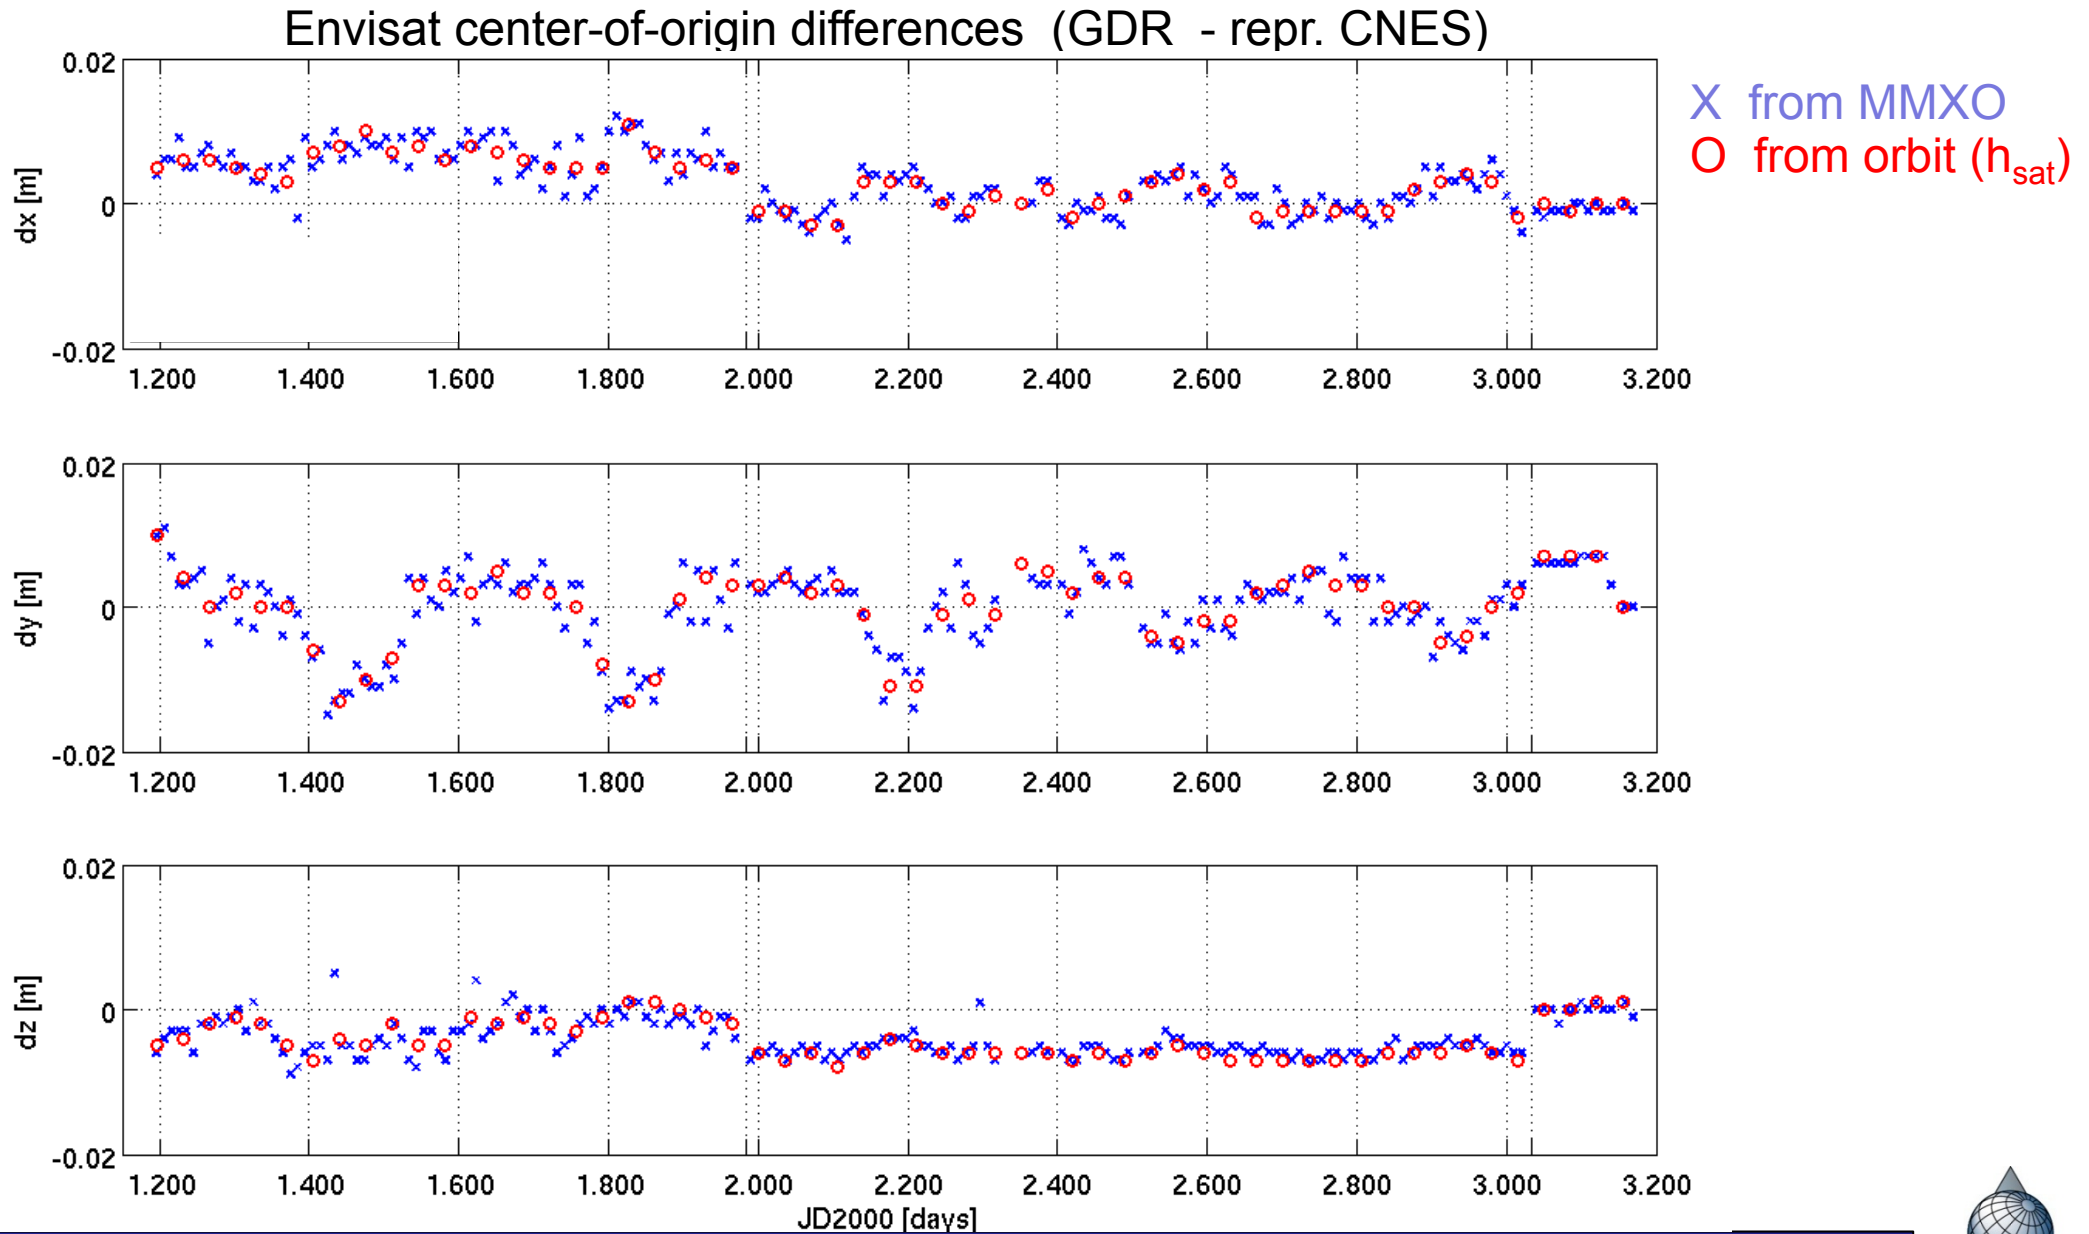 Envisat center-of-origin differences (GDR - repr. CNES)
X from MMXO
O from orbit (hsat)
0.02
0
-0.02
dx [m]
1.200 1.400 1.600 1.800 2.000 2.200 2.400 2.600 2.800 3.000 3.200
0.02
0
-0.02
dy [m]
1.200 1.400 1.600 1.800 2.000 2.200 2.400 2.600 2.800 3.000 3.200
0.02
0
-0.02
dz [m]
1.200 1.400 1.600 1.800 2.000 2.200 2.400 2.600 2.800 3.000 3.200
JD2000 [days]